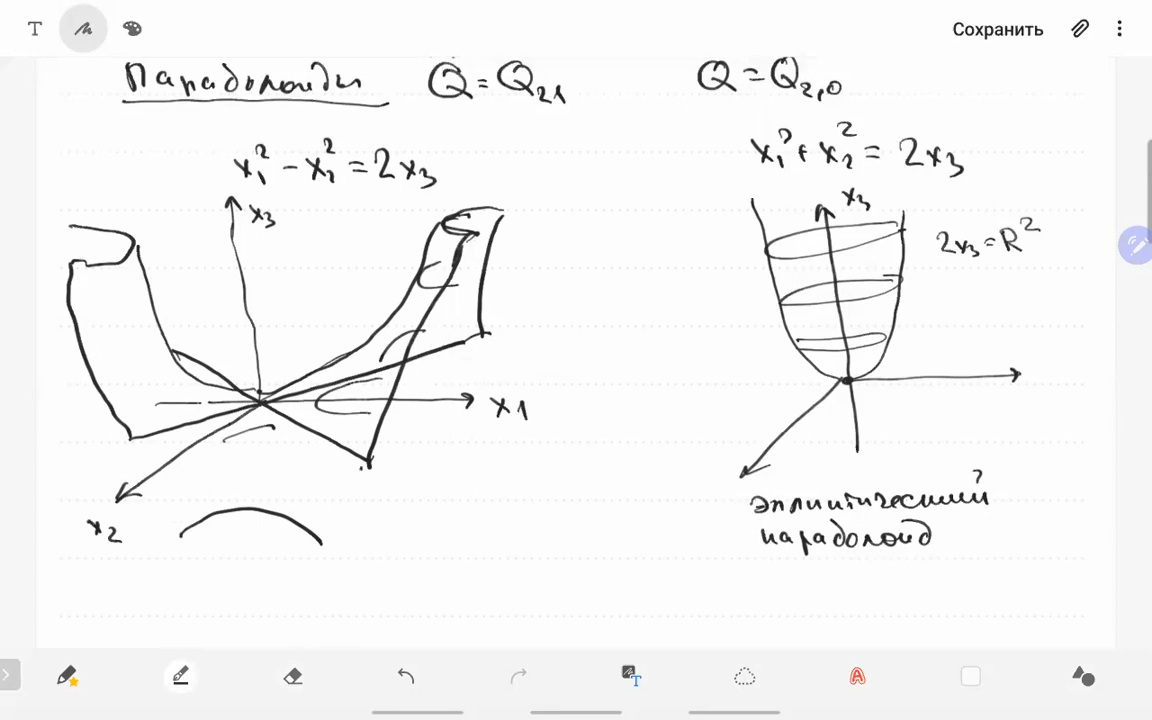 Сохранить
Параболоиды Q = Q₂₁ Q = Q₂,₀
x₁² - x₂² = 2x₃ x₁² + x₂² = 2x₃
x₃ x₃
2x₃ = R²
x₁
x₂
эллиптический
параболоид